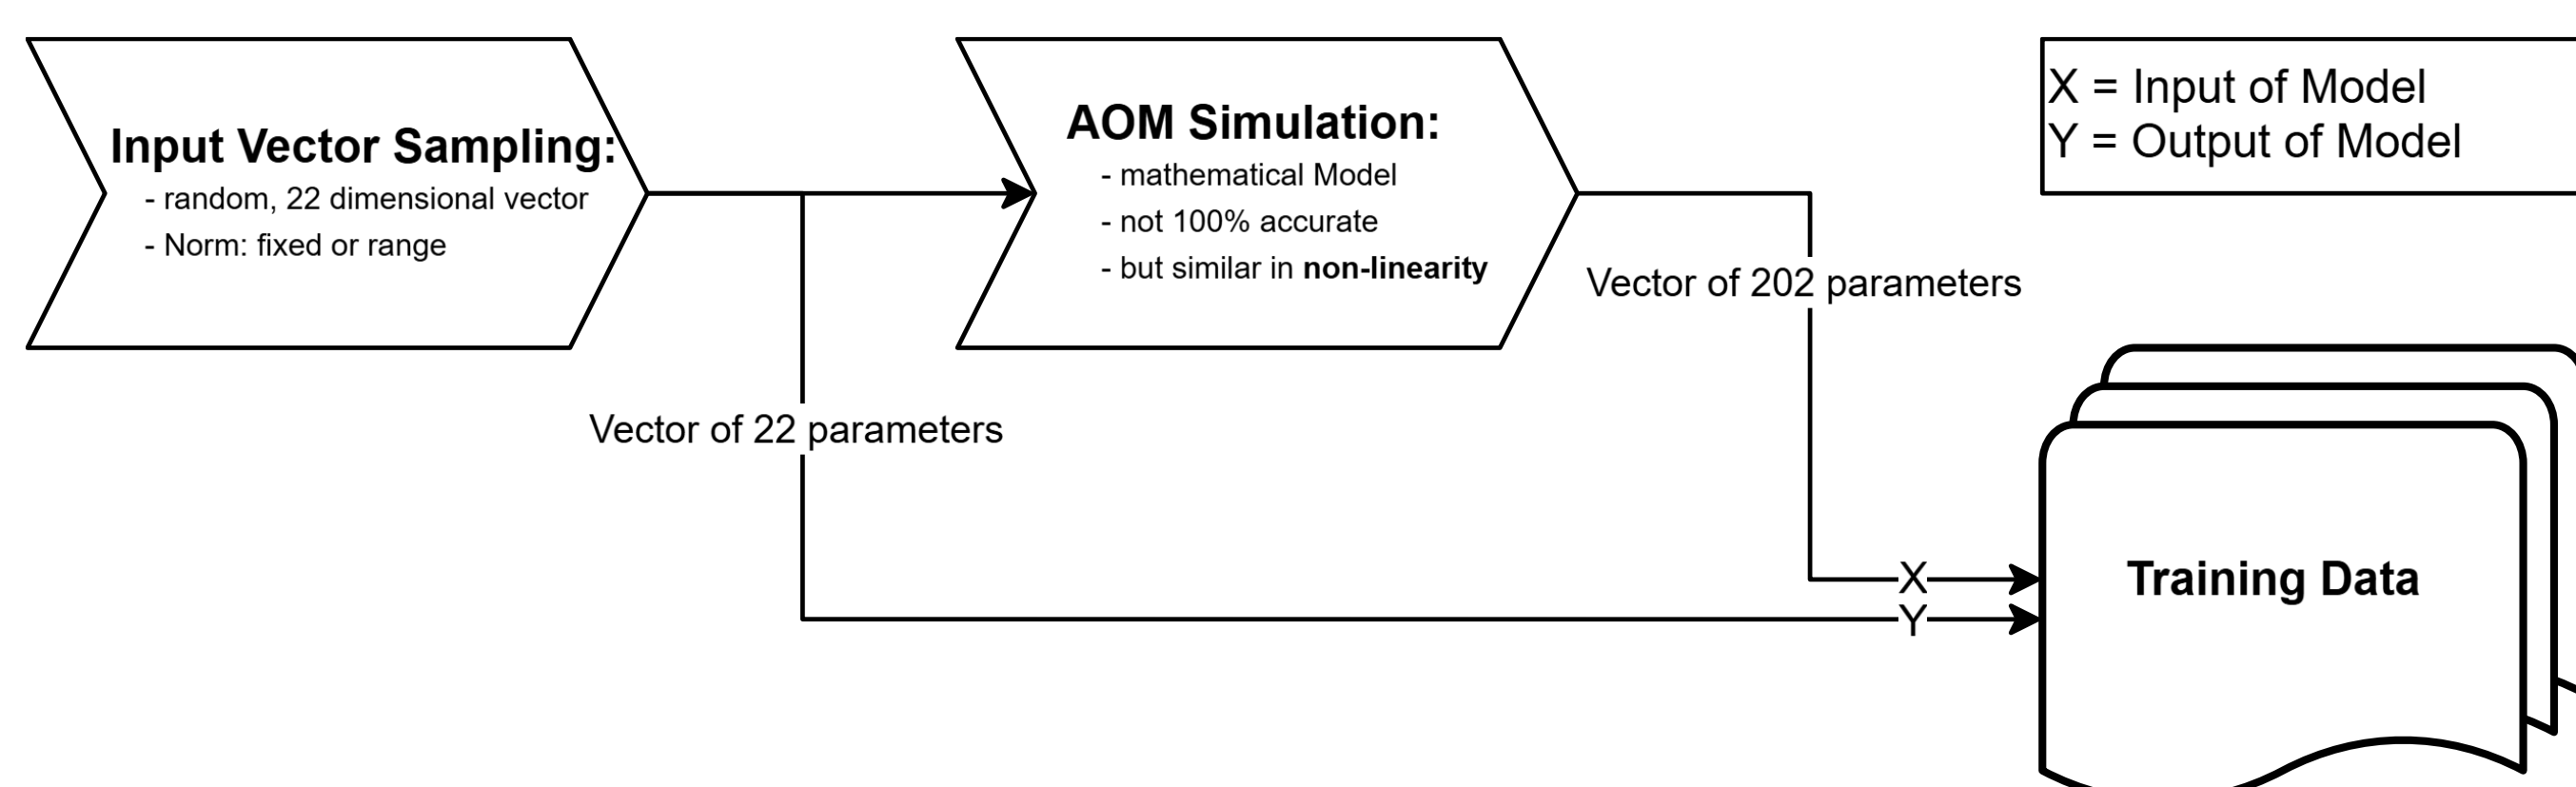 Input Vector Sampling:
- random, 22 dimensional vector
- Norm: fixed or range
AOM Simulation:
- mathematical Model
- not 100% accurate
- but similar in non-linearity
X = Input of Model
Y = Output of Model
Vector of 202 parameters
Vector of 22 parameters
X
Y
Training Data